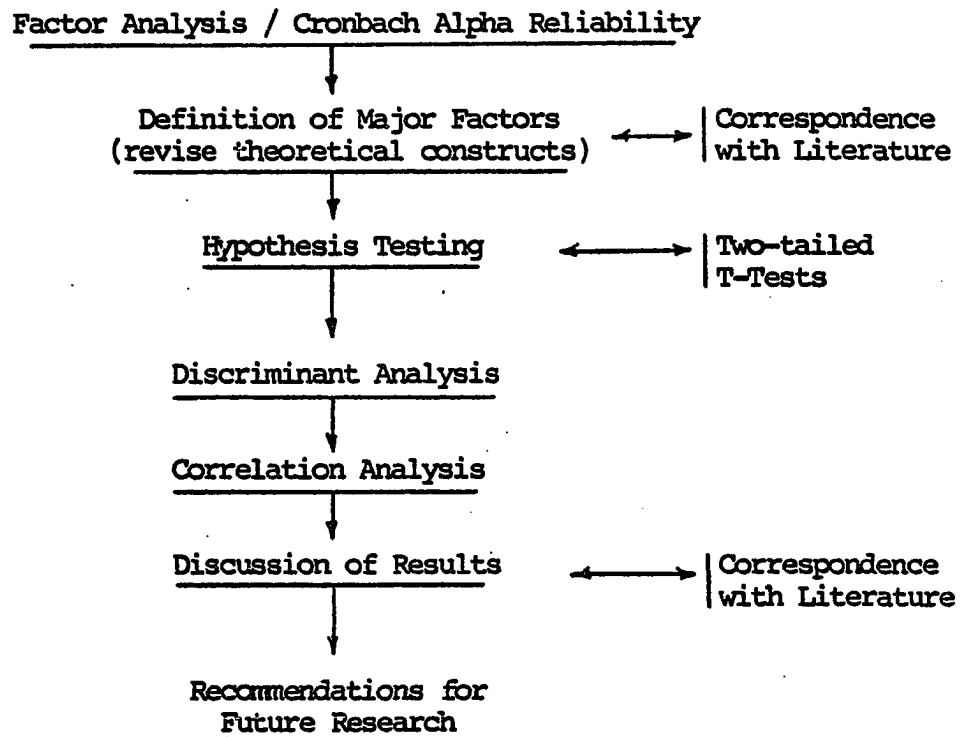 Factor Analysis / Cronbach Alpha Reliability
Definition of Major Factors
(revise theoretical constructs)
Correspondence
with Literature
Hypothesis Testing
Two-tailed
T-Tests
Discriminant Analysis
Correlation Analysis
Discussion of Results
Correspondence
with Literature
Recommendations for
Future Research